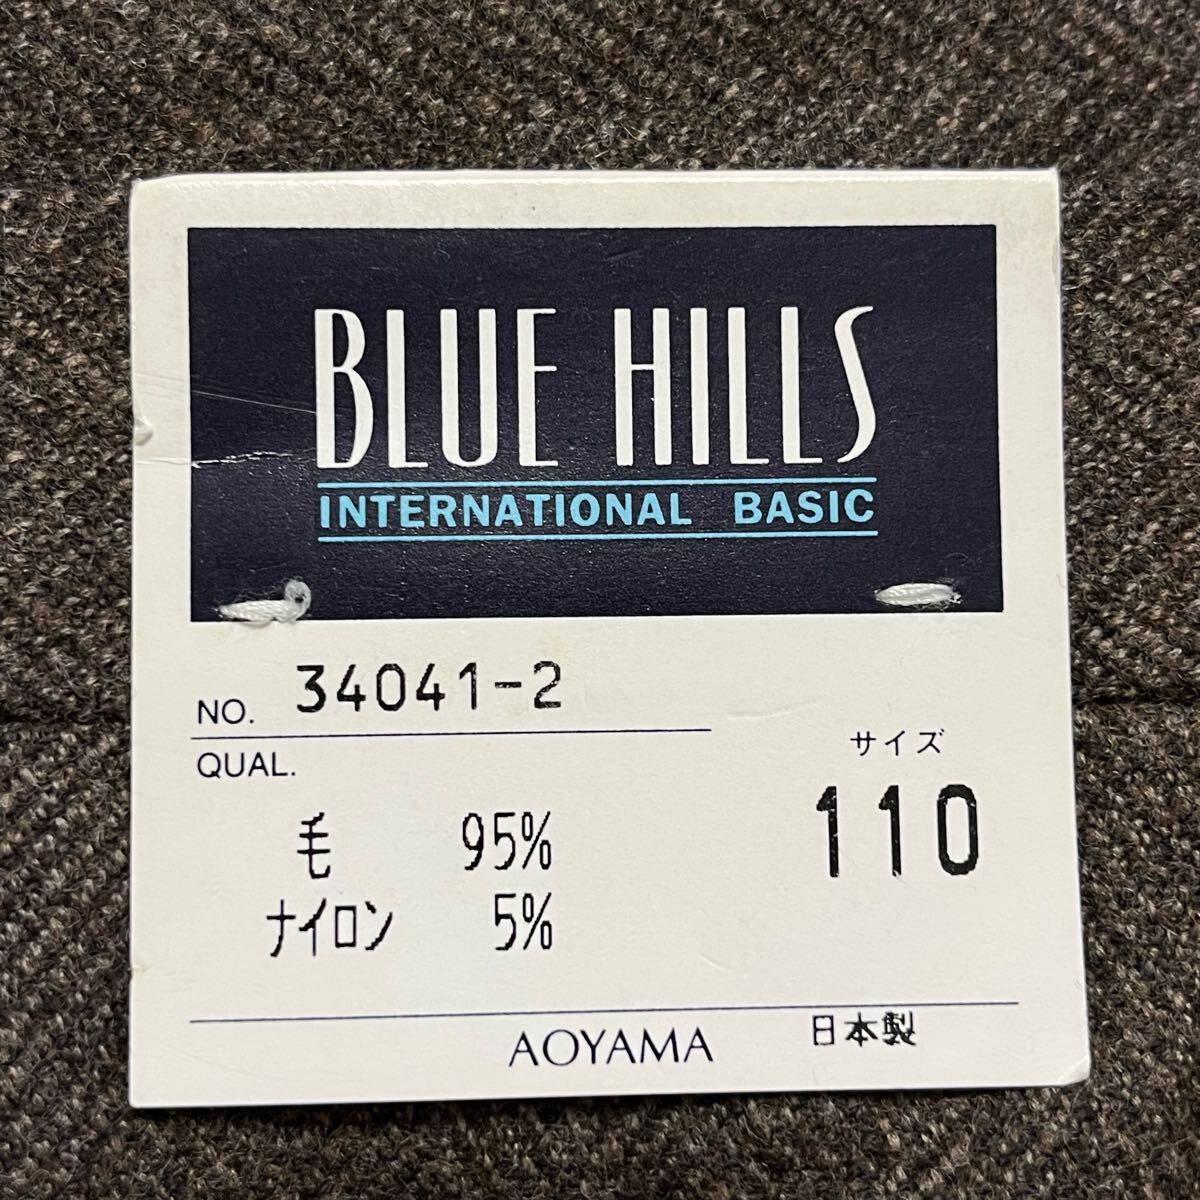 BLUE HILLS
INTERNATIONAL BASIC
NO. 34041-2
QUAL.
サイズ
110
毛 95%
ナイロン 5%
AOYAMA 日本製